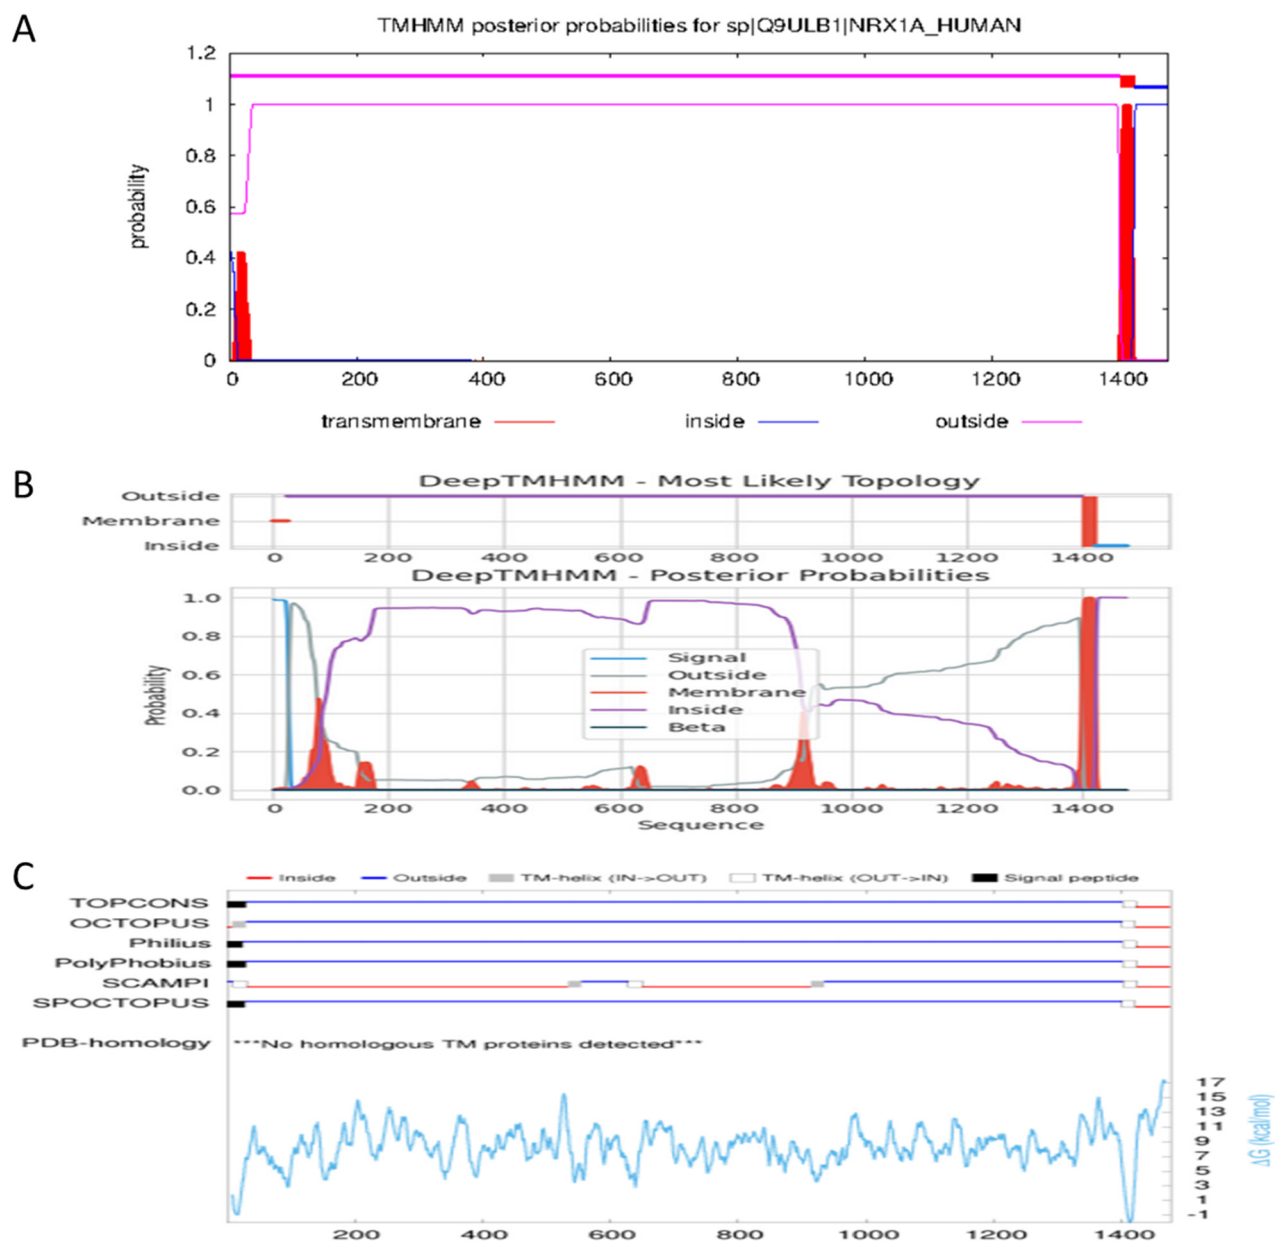 A
TMHMM posterior probabilities for sp|Q9ULB1|NRX1A_HUMAN
1.2
1
0.8
0.6
0.4
0.2
0
probability
0 200 400 600 800 1000 1200 1400
transmembrane inside outside
B
DeepTMHMM - Most Likely Topology
Outside
Membrane
Inside
0 200 400 600 800 1000 1200 1400
DeepTMHMM - Posterior Probabilities
1.0
0.8
0.6
0.4
0.2
0.0
Probability
Signal
Outside
Membrane
Inside
Beta
0 200 400 600 800 1000 1200 1400
Sequence
C
Inside Outside TM-helix (IN->OUT) TM-helix (OUT->IN) Signal peptide
TOPCONS
OCTOPUS
Philius
PolyPhobius
SCAMPI
SPOCTOPUS
PDB-homology ***No homologous TM proteins detected***
17
15
13
11
9
7
5
3
1
-1
ΔG (kcal/mol)
200 400 600 800 1000 1200 1400